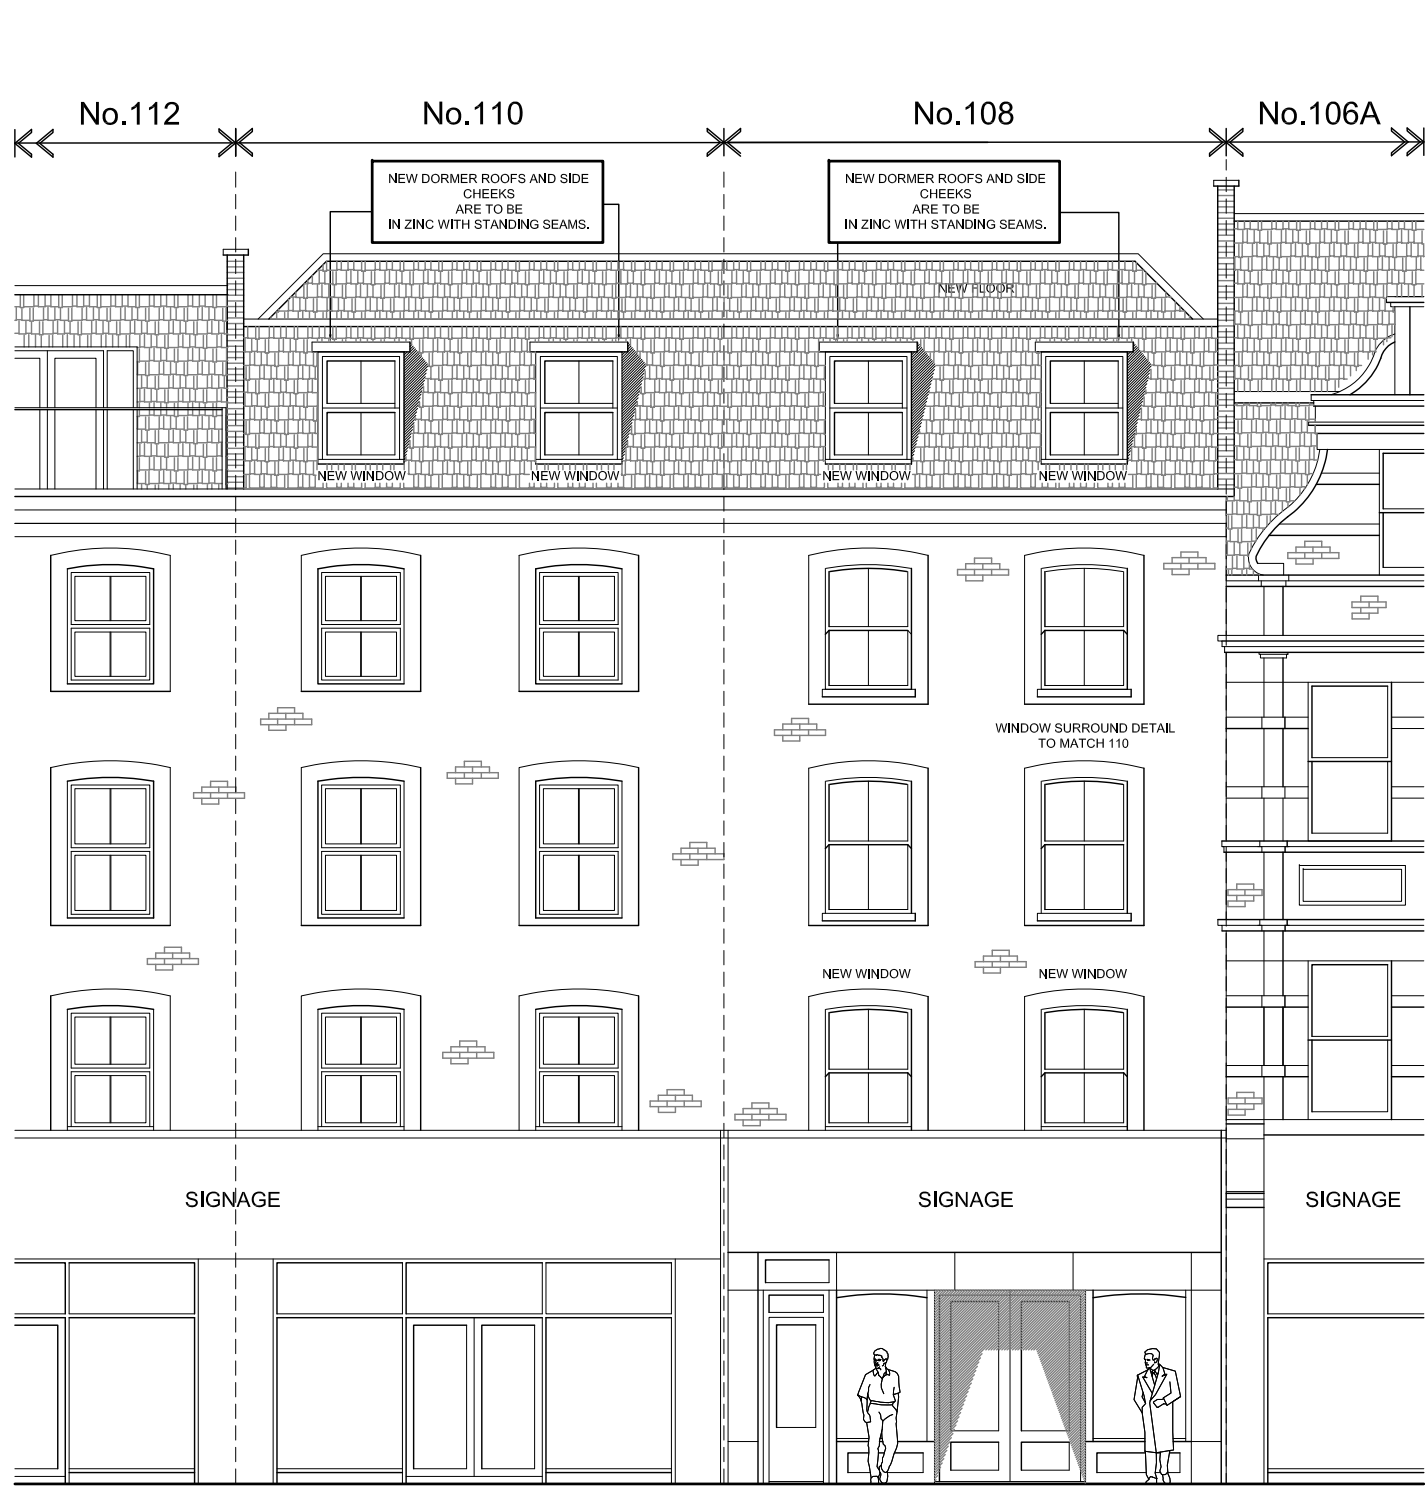 No.112
No.110
No.108
No.106A
NEW DORMER ROOFS AND SIDE
CHEEKS
ARE TO BE
IN ZINC WITH STANDING SEAMS.
NEW DORMER ROOFS AND SIDE
CHEEKS
ARE TO BE
IN ZINC WITH STANDING SEAMS.
NEW FLOOR
NEW WINDOW
NEW WINDOW
NEW WINDOW
NEW WINDOW
WINDOW SURROUND DETAIL
TO MATCH 110
NEW WINDOW
NEW WINDOW
SIGNAGE
SIGNAGE
SIGNAGE